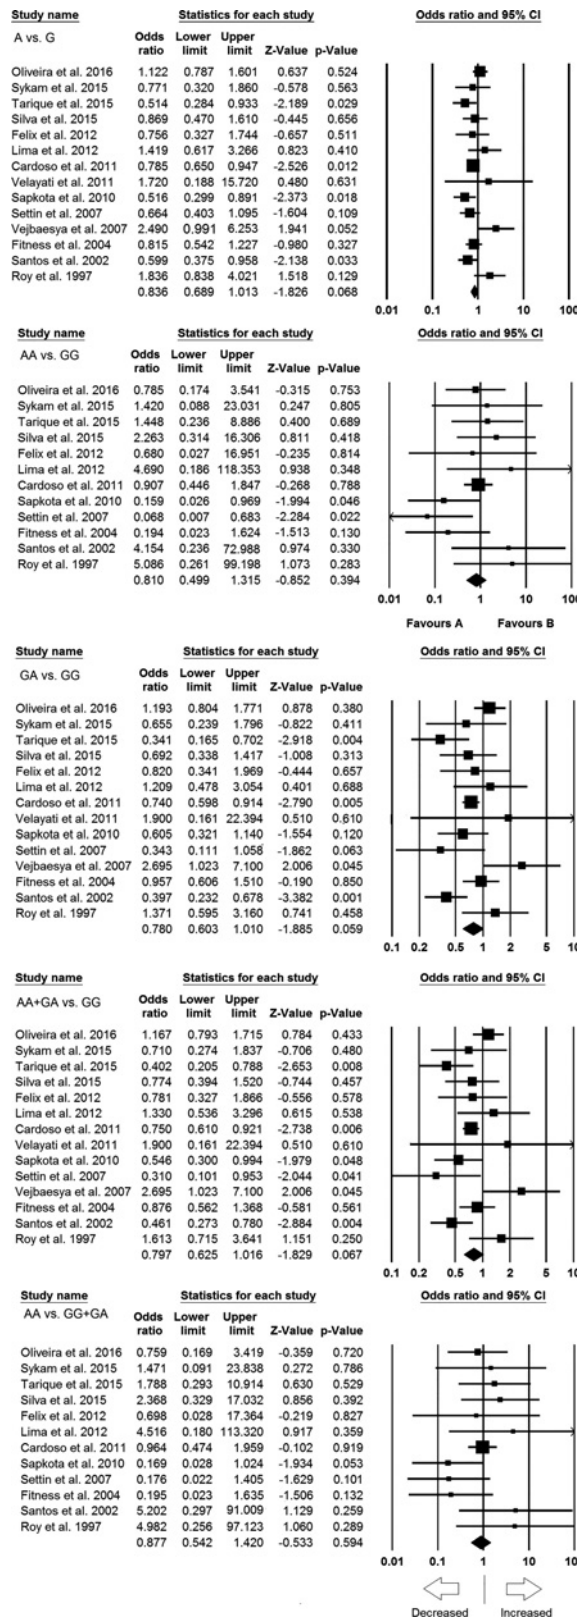 Study name Statistics for each study Odds ratio and 95% CI
A vs. G Odds ratio Lower limit Upper limit Z-Value p-Value
Oliveira et al. 2016 1.122 0.787 1.601 0.637 0.524
Sykam et al. 2015 0.771 0.320 1.860 -0.578 0.563
Tarique et al. 2015 0.514 0.284 0.933 -2.189 0.029
Silva et al. 2015 0.869 0.470 1.610 -0.445 0.656
Felix et al. 2012 0.756 0.327 1.744 -0.657 0.511
Lima et al. 2012 1.419 0.617 3.266 0.823 0.410
Cardoso et al. 2011 0.785 0.650 0.947 -2.526 0.012
Velayati et al. 2011 1.720 0.188 15.720 0.480 0.631
Sapkota et al. 2010 0.516 0.299 0.891 -2.373 0.018
Settin et al. 2007 0.664 0.403 1.095 -1.604 0.109
Vejbaesya et al. 2007 2.490 0.991 6.253 1.941 0.052
Fitness et al. 2004 0.815 0.542 1.227 -0.980 0.327
Santos et al. 2002 0.599 0.375 0.958 -2.138 0.033
Roy et al. 1997 1.836 0.838 4.021 1.518 0.129
0.836 0.689 1.013 -1.826 0.068
0.01 0.1 1 10 100
Study name Statistics for each study Odds ratio and 95% CI
AA vs. GG Odds ratio Lower limit Upper limit Z-Value p-Value
Oliveira et al. 2016 0.785 0.174 3.541 -0.315 0.753
Sykam et al. 2015 1.420 0.088 23.031 0.247 0.805
Tarique et al. 2015 1.448 0.236 8.886 0.400 0.689
Silva et al. 2015 2.263 0.314 16.306 0.811 0.418
Felix et al. 2012 0.680 0.027 16.951 -0.235 0.814
Lima et al. 2012 4.690 0.186 118.353 0.938 0.348
Cardoso et al. 2011 0.907 0.446 1.847 -0.268 0.788
Sapkota et al. 2010 0.159 0.026 0.969 -1.994 0.046
Settin et al. 2007 0.068 0.007 0.683 -2.284 0.022
Fitness et al. 2004 0.194 0.023 1.624 -1.513 0.130
Santos et al. 2002 4.154 0.236 72.988 0.974 0.330
Roy et al. 1997 5.086 0.261 99.198 1.073 0.283
0.810 0.499 1.315 -0.852 0.394
0.01 0.1 1 10 100
Favours A Favours B
Study name Statistics for each study Odds ratio and 95% CI
GA vs. GG Odds ratio Lower limit Upper limit Z-Value p-Value
Oliveira et al. 2016 1.193 0.804 1.771 0.878 0.380
Sykam et al. 2015 0.655 0.239 1.796 -0.822 0.411
Tarique et al. 2015 0.341 0.165 0.702 -2.918 0.004
Silva et al. 2015 0.692 0.338 1.417 -1.008 0.313
Felix et al. 2012 0.820 0.341 1.969 -0.444 0.657
Lima et al. 2012 1.209 0.478 3.054 0.401 0.688
Cardoso et al. 2011 0.740 0.598 0.914 -2.790 0.005
Velayati et al. 2011 1.900 0.161 22.394 0.510 0.610
Sapkota et al. 2010 0.605 0.321 1.140 -1.554 0.120
Settin et al. 2007 0.343 0.111 1.058 -1.862 0.063
Vejbaesya et al. 2007 2.695 1.023 7.100 2.006 0.045
Fitness et al. 2004 0.957 0.606 1.510 -0.190 0.850
Santos et al. 2002 0.397 0.232 0.678 -3.382 0.001
Roy et al. 1997 1.371 0.595 3.160 0.741 0.458
0.780 0.603 1.010 -1.885 0.059
0.1 0.2 0.5 1 2 5 10
Study name Statistics for each study Odds ratio and 95% CI
AA+GA vs. GG Odds ratio Lower limit Upper limit Z-Value p-Value
Oliveira et al. 2016 1.167 0.793 1.715 0.784 0.433
Sykam et al. 2015 0.710 0.274 1.837 -0.706 0.480
Tarique et al. 2015 0.402 0.205 0.788 -2.653 0.008
Silva et al. 2015 0.774 0.394 1.520 -0.744 0.457
Felix et al. 2012 0.781 0.327 1.866 -0.556 0.578
Lima et al. 2012 1.330 0.536 3.296 0.615 0.538
Cardoso et al. 2011 0.750 0.610 0.921 -2.738 0.006
Velayati et al. 2011 1.900 0.161 22.394 0.510 0.610
Sapkota et al. 2010 0.546 0.300 0.994 -1.979 0.048
Settin et al. 2007 0.310 0.101 0.953 -2.044 0.041
Vejbaesya et al. 2007 2.695 1.023 7.100 2.006 0.045
Fitness et al. 2004 0.876 0.562 1.368 -0.581 0.561
Santos et al. 2002 0.461 0.273 0.780 -2.884 0.004
Roy et al. 1997 1.613 0.715 3.641 1.151 0.250
0.797 0.625 1.016 -1.829 0.067
0.1 0.2 0.5 1 2 5 10
Study name Statistics for each study Odds ratio and 95% CI
AA vs. GG+GA Odds ratio Lower limit Upper limit Z-Value p-Value
Oliveira et al. 2016 0.759 0.169 3.419 -0.359 0.720
Sykam et al. 2015 1.471 0.091 23.838 0.272 0.786
Tarique et al. 2015 1.788 0.293 10.914 0.630 0.529
Silva et al. 2015 2.368 0.329 17.032 0.856 0.392
Felix et al. 2012 0.698 0.028 17.364 -0.219 0.827
Lima et al. 2012 4.516 0.180 113.320 0.917 0.359
Cardoso et al. 2011 0.964 0.474 1.959 -0.102 0.919
Sapkota et al. 2010 0.169 0.028 1.024 -1.934 0.053
Settin et al. 2007 0.176 0.022 1.405 -1.629 0.101
Fitness et al. 2004 0.195 0.023 1.635 -1.506 0.132
Santos et al. 2002 5.202 0.297 91.009 1.129 0.259
Roy et al. 1997 4.982 0.256 97.123 1.060 0.289
0.877 0.542 1.420 -0.533 0.594
0.01 0.1 1 10 100
Decreased Increased